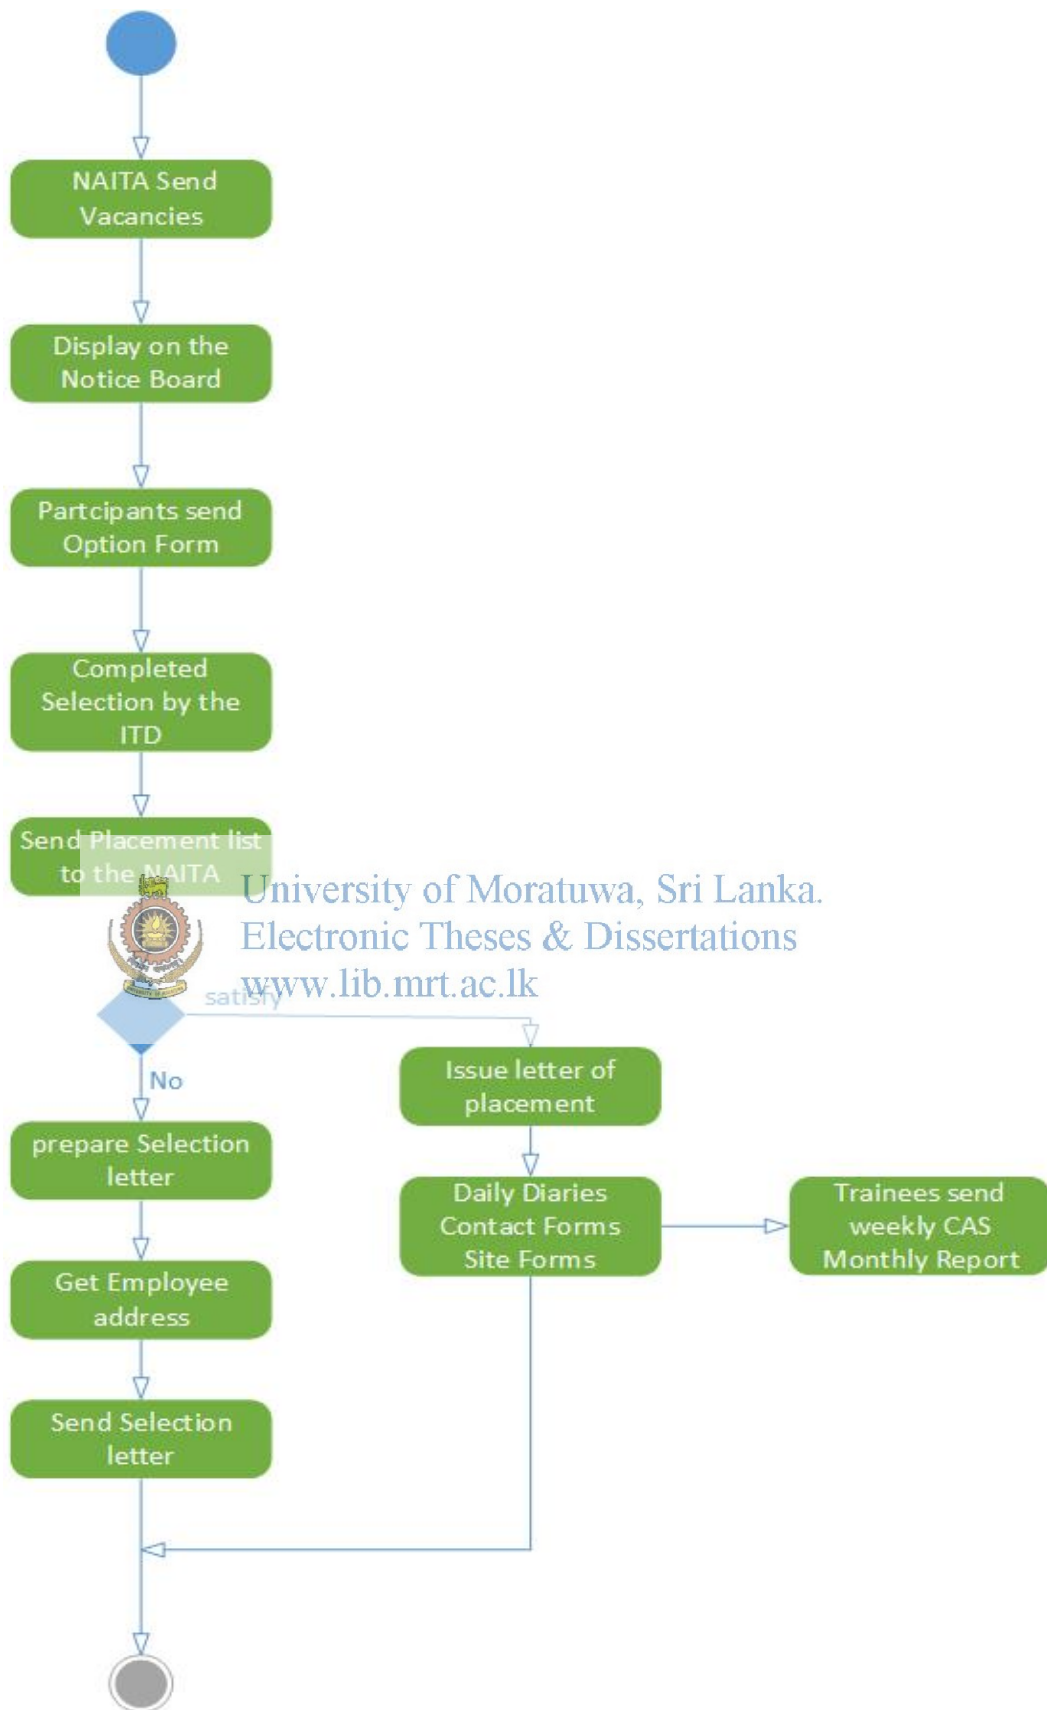 NAITA Send
Vacancies
Display on the
Notice Board
Partcipants send
Option Form
Completed
Selection by the
ITD
Send Placement list
to the NAITA
University of Moratuwa, Sri Lanka.
Electronic Theses & Dissertations
www.lib.mrt.ac.lk
satisfy
No
Issue letter of
placement
prepare Selection
letter
Daily Diaries
Contact Forms
Site Forms
Trainees send
weekly CAS
Monthly Report
Get Employee
address
Send Selection
letter